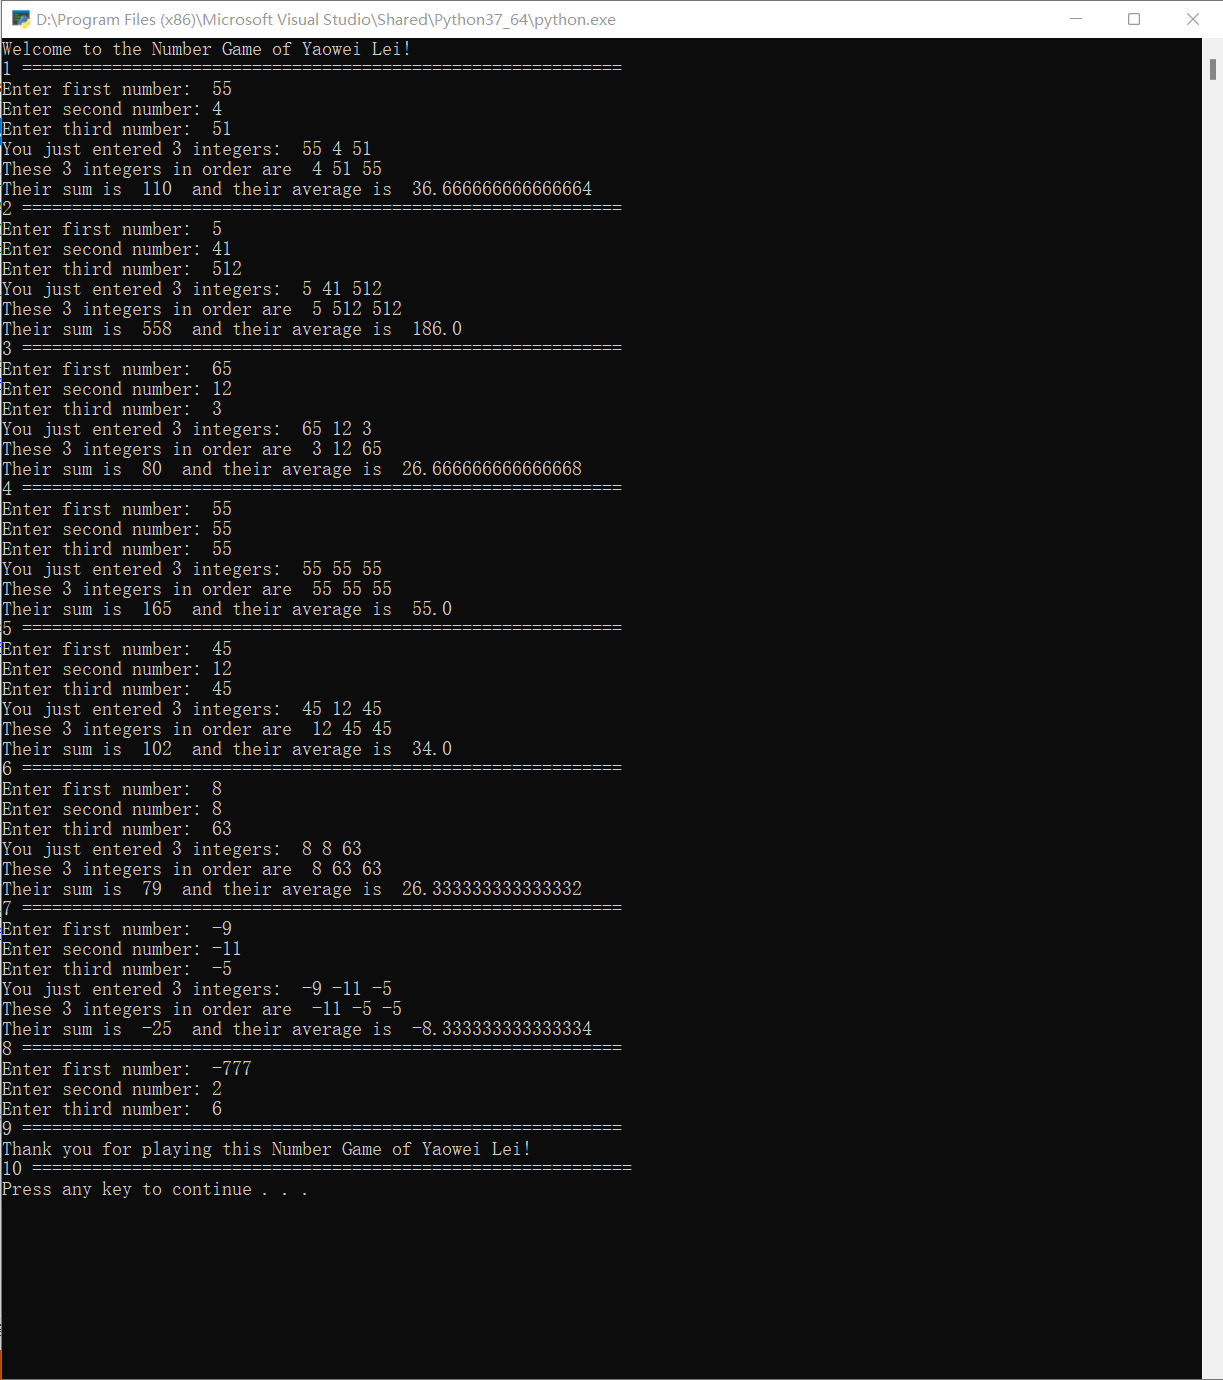 D:\Program Files (x86)\Microsoft Visual Studio\Shared\Python37_64\python.exe
Welcome to the Number Game of Yaowei Lei!
1 ============================================================
Enter first number:  55
Enter second number: 4
Enter third number:  51
You just entered 3 integers:  55 4 51
These 3 integers in order are  4 51 55
Their sum is  110  and their average is  36.666666666666664
2 ============================================================
Enter first number:  5
Enter second number: 41
Enter third number:  512
You just entered 3 integers:  5 41 512
These 3 integers in order are  5 512 512
Their sum is  558  and their average is  186.0
3 ============================================================
Enter first number:  65
Enter second number: 12
Enter third number:  3
You just entered 3 integers:  65 12 3
These 3 integers in order are  3 12 65
Their sum is  80  and their average is  26.666666666666668
4 ============================================================
Enter first number:  55
Enter second number: 55
Enter third number:  55
You just entered 3 integers:  55 55 55
These 3 integers in order are  55 55 55
Their sum is  165  and their average is  55.0
5 ============================================================
Enter first number:  45
Enter second number: 12
Enter third number:  45
You just entered 3 integers:  45 12 45
These 3 integers in order are  12 45 45
Their sum is  102  and their average is  34.0
6 ============================================================
Enter first number:  8
Enter second number: 8
Enter third number:  63
You just entered 3 integers:  8 8 63
These 3 integers in order are  8 63 63
Their sum is  79  and their average is  26.333333333333332
7 ============================================================
Enter first number:  -9
Enter second number: -11
Enter third number:  -5
You just entered 3 integers:  -9 -11 -5
These 3 integers in order are  -11 -5 -5
Their sum is  -25  and their average is  -8.333333333333334
8 ============================================================
Enter first number:  -777
Enter second number: 2
Enter third number:  6
9 ============================================================
Thank you for playing this Number Game of Yaowei Lei!
10 ============================================================
Press any key to continue . . .